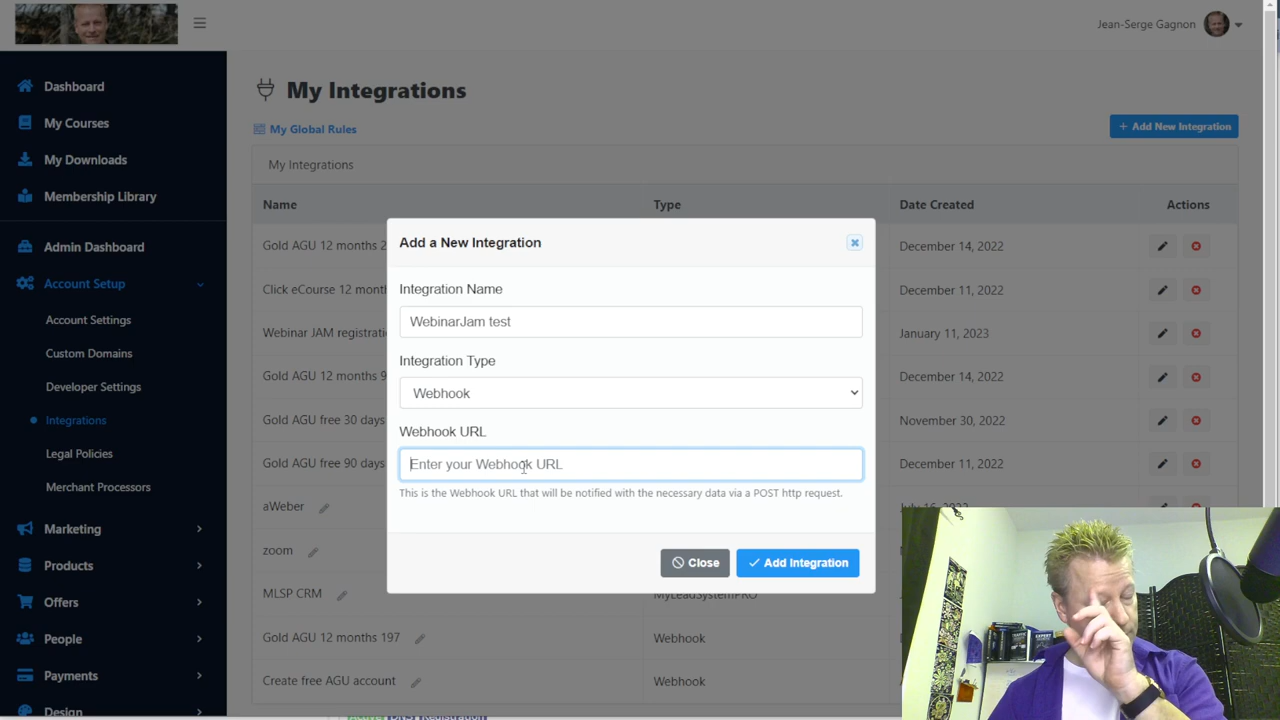 Jean-Serge Gagnon
Dashboard
My Courses
My Downloads
Membership Library
Admin Dashboard
Account Setup
Account Settings
Custom Domains
Developer Settings
Integrations
Legal Policies
Merchant Processors
Marketing
Products
Offers
People
Payments
Design
My Integrations
My Global Rules
+ Add New Integration
My Integrations
Name Type Date Created Actions
Gold AGU 12 months 2 December 14, 2022
Click eCourse 12 mont December 11, 2022
Webinar JAM registrati January 11, 2023
Gold AGU 12 months 9 December 14, 2022
Gold AGU free 30 days November 30, 2022
Gold AGU free 90 days December 11, 2022
aWeber
zoom
MLSP CRM MyLeadSystemPRO
Gold AGU 12 months 197 Webhook
Create free AGU account Webhook
Add a New Integration
Integration Name
WebinarJam test
Integration Type
Webhook
Webhook URL
Enter your Webhook URL
This is the Webhook URL that will be notified with the necessary data via a POST http request.
Close
Add Integration